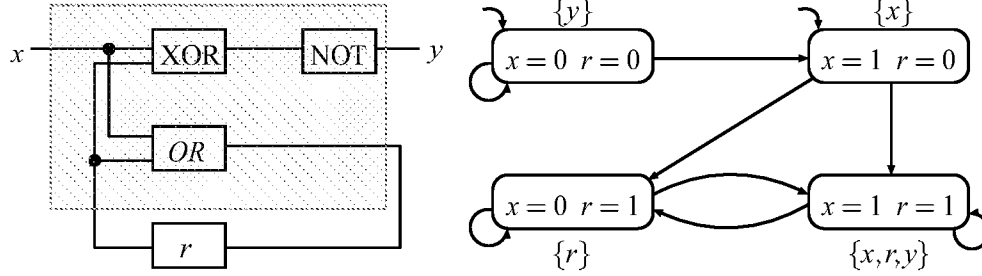 {y} {x}
x XOR NOT y
x = 0 r = 0 x = 1 r = 0
OR
x = 0 r = 1 x = 1 r = 1
r
{r} {x,r,y}